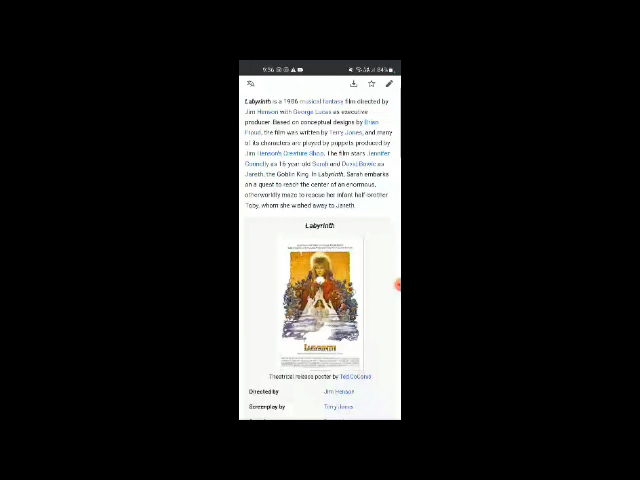 9:36
84%
Labyrinth is a 1986 musical fantasy film directed by
Jim Henson with George Lucas as executive
producer. Based on conceptual designs by Brian
Froud, the film was written by Terry Jones, and many
of its characters are played by puppets produced by
Jim Henson's Creature Shop. The film stars Jennifer
Connelly as 16-year-old Sarah and David Bowie as
Jareth, the Goblin King. In Labyrinth, Sarah embarks
on a quest to reach the center of an enormous,
otherworldly maze to rescue her infant half-brother
Toby, whom she wished away to Jareth.
Labyrinth
LABYRINTH
Theatrical release poster by Ted CoConis
Directed by Jim Henson
Screenplay by Terry Jones